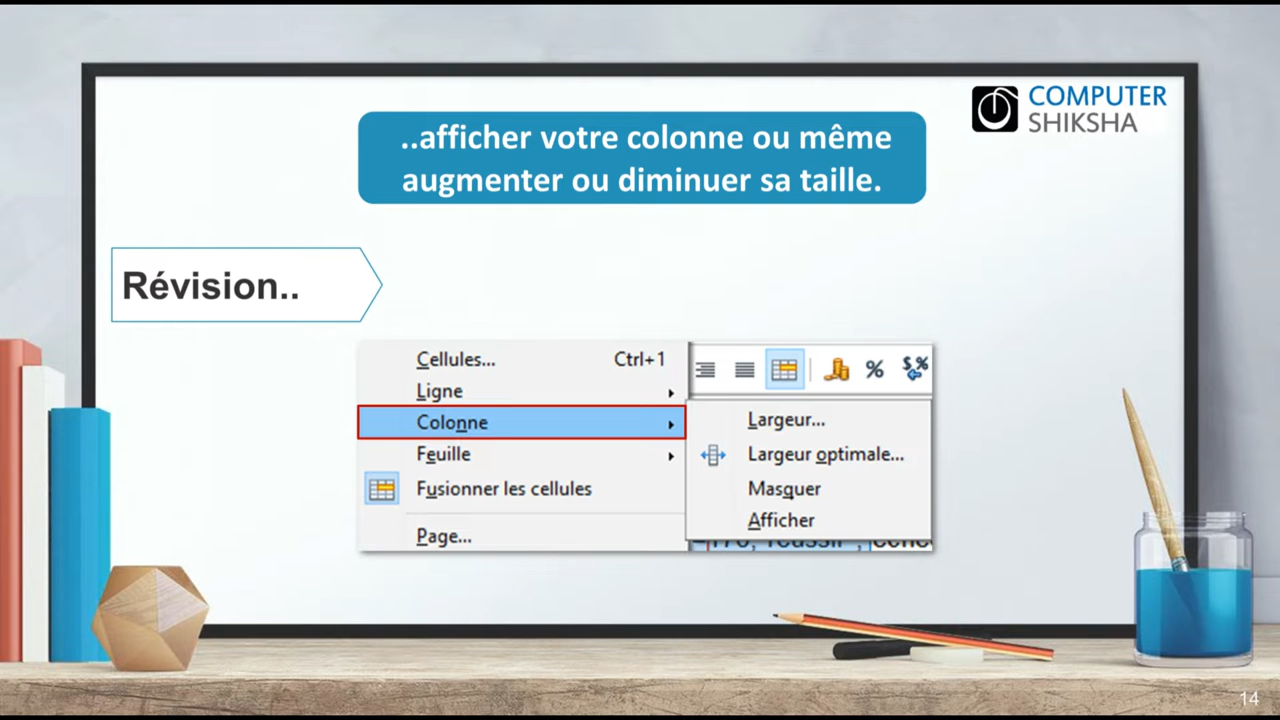 COMPUTER
SHIKSHA
..afficher votre colonne ou même
augmenter ou diminuer sa taille.
Révision..
Cellules... Ctrl+1
Ligne
Colonne
Feuille
Fusionner les cellules
Page...
%
$ %
Largeur...
Largeur optimale...
Masquer
Afficher
14